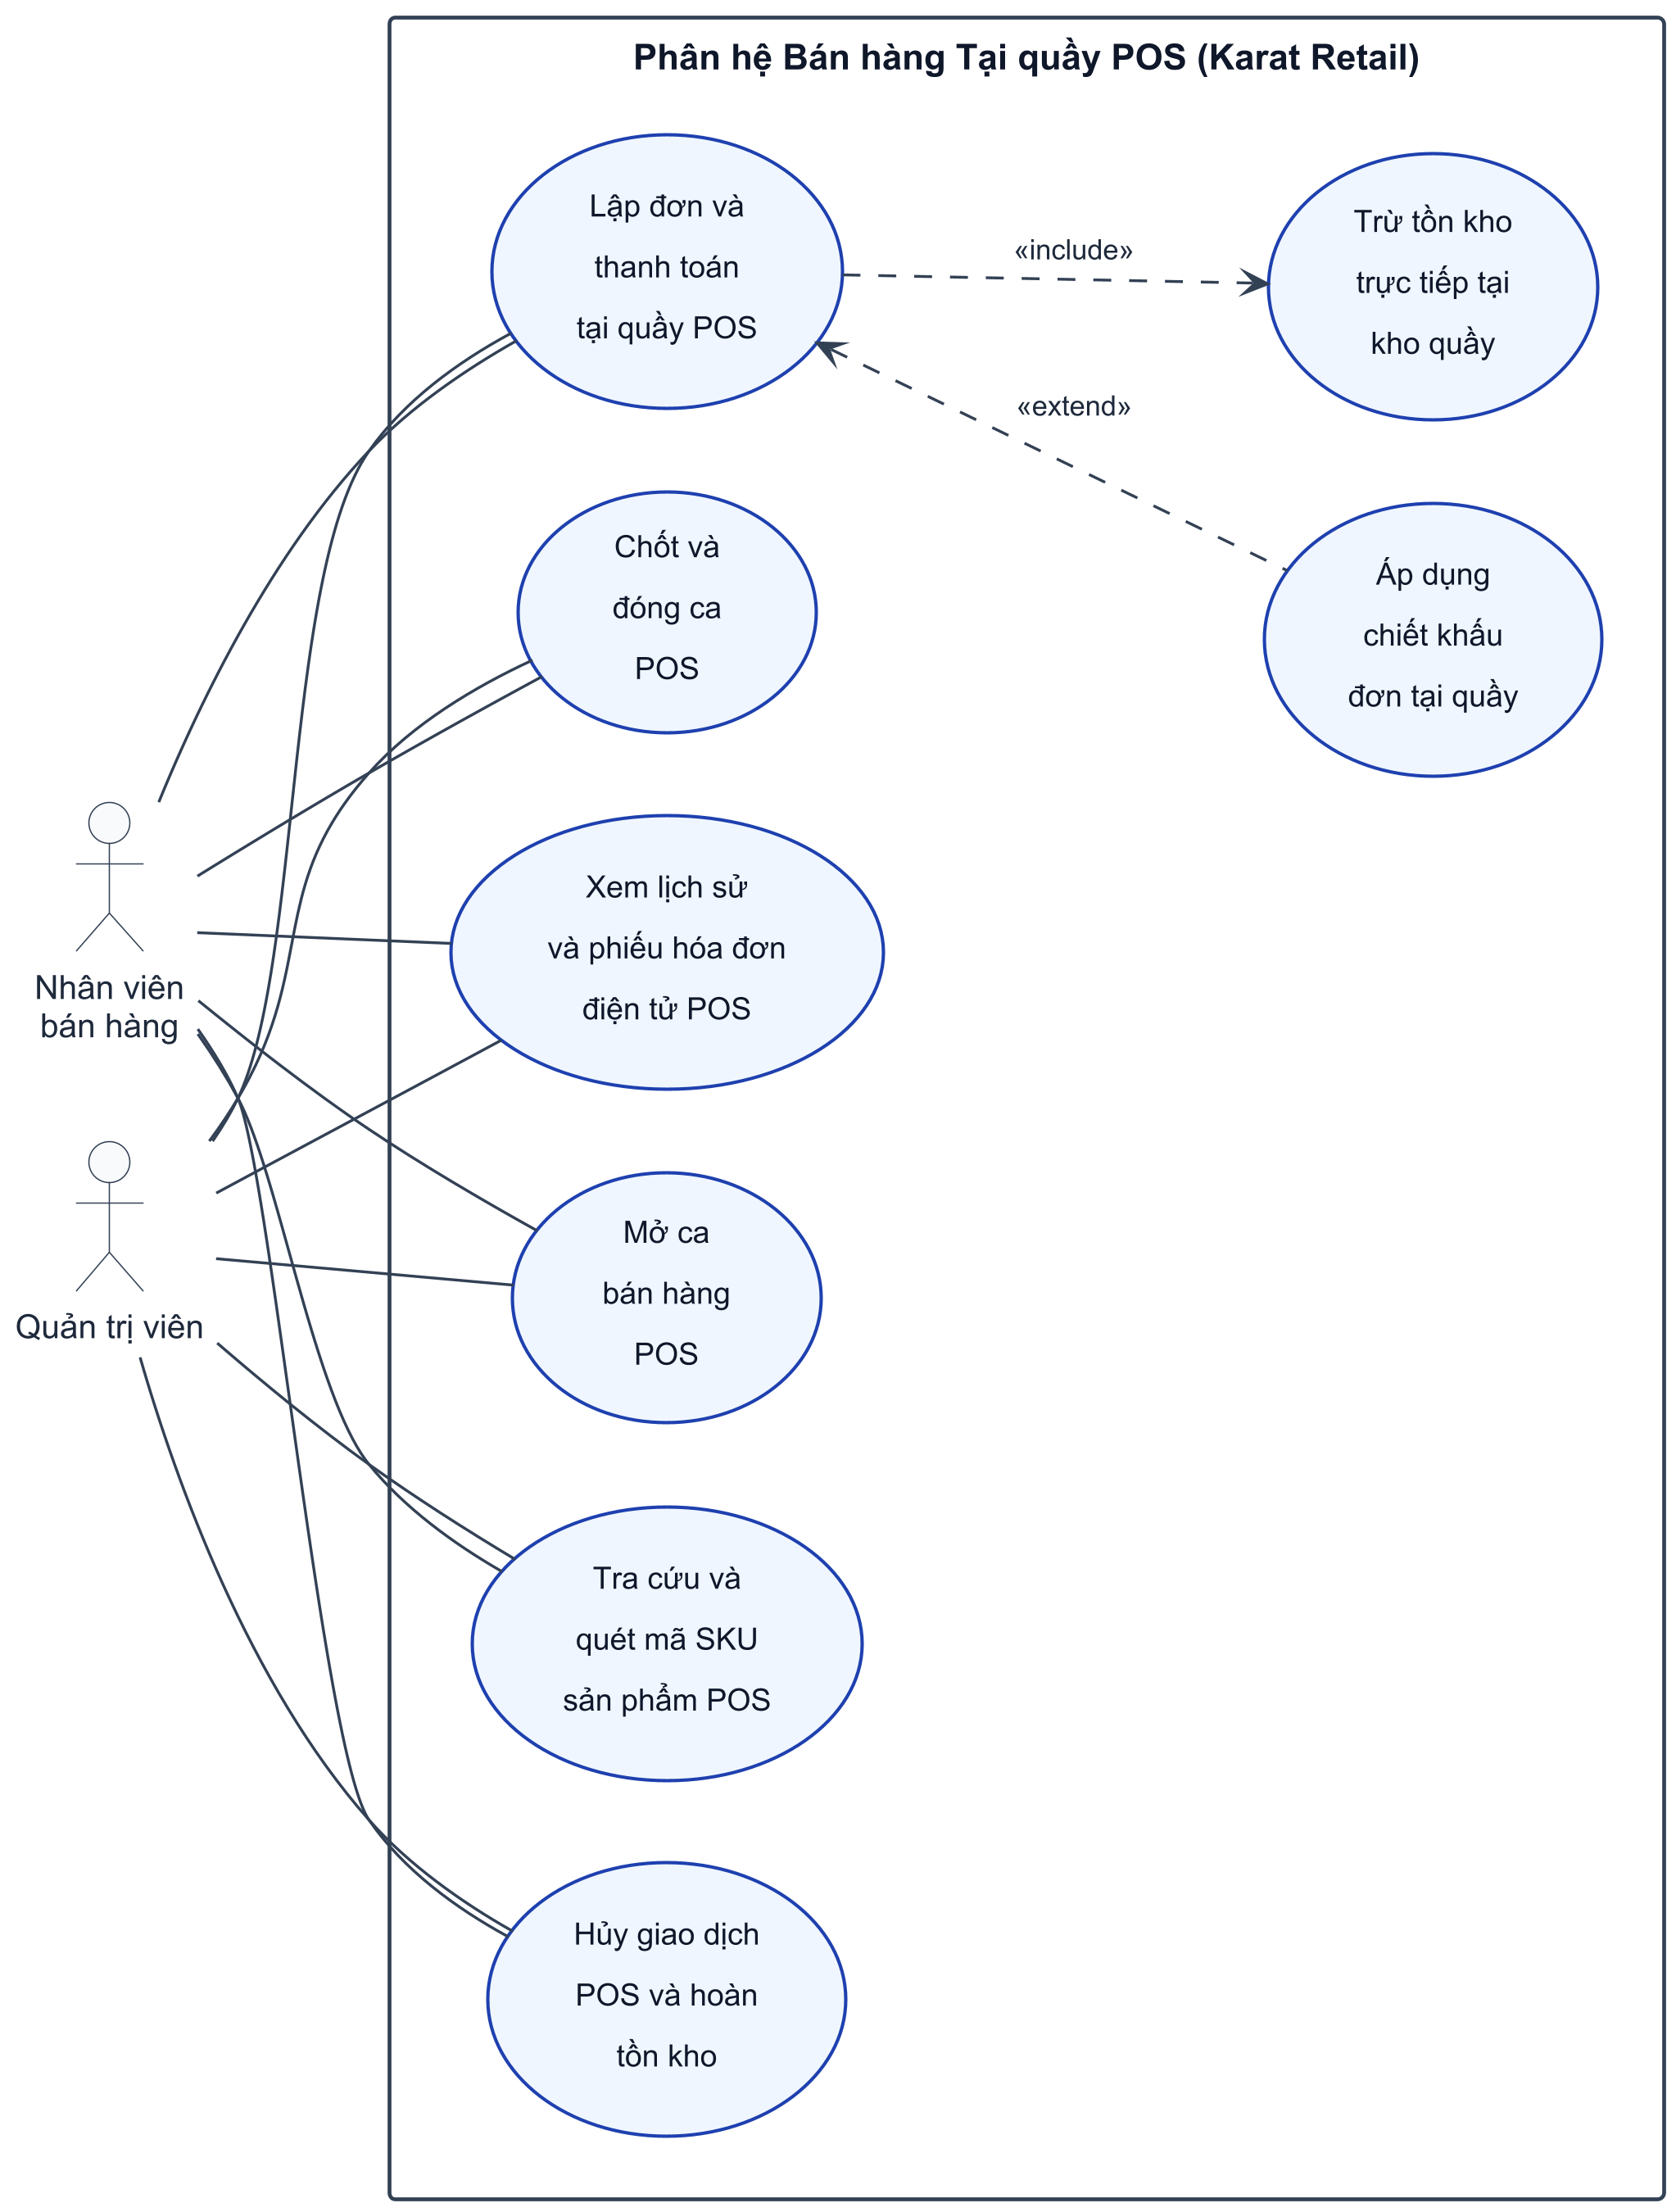 Phân hệ Bán hàng Tại quầy POS (Karat Retail)
Lập đơn và
thanh toán
tại quầy POS
«include»
Trừ tồn kho
trực tiếp tại
kho quầy
«extend»
Áp dụng
chiết khấu
đơn tại quầy
Chốt và
đóng ca
POS
Xem lịch sử
và phiếu hóa đơn
điện tử POS
Nhân viên
bán hàng
Mở ca
bán hàng
POS
Quản trị viên
Tra cứu và
quét mã SKU
sản phẩm POS
Hủy giao dịch
POS và hoàn
tồn kho